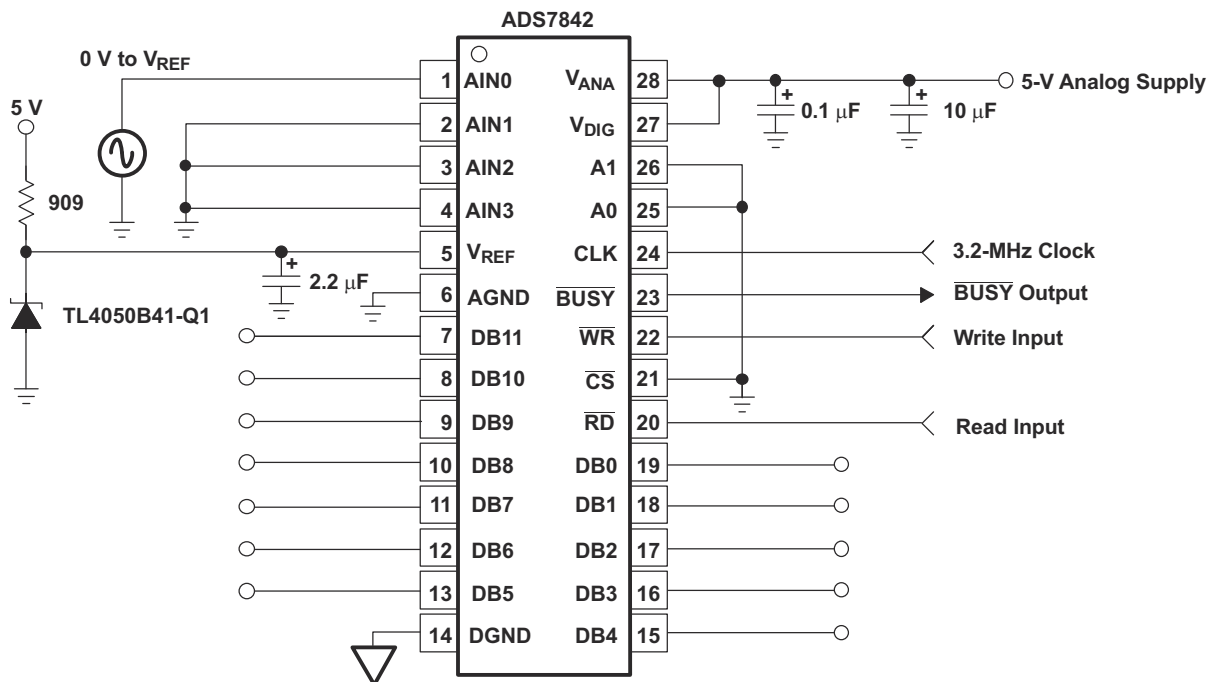 ADS7842
0 V to VREF
5 V
909
TL4050B41-Q1
2.2 μF
1 AIN0
2 AIN1
3 AIN2
4 AIN3
5 VREF
6 AGND
7 DB11
8 DB10
9 DB9
10 DB8
11 DB7
12 DB6
13 DB5
14 DGND
VANA 28
VDIG 27
A1 26
A0 25
CLK 24
BUSY 23
WR 22
CS 21
RD 20
DB0 19
DB1 18
DB2 17
DB3 16
DB4 15
+
0.1 μF
+
10 μF
+
5-V Analog Supply
3.2-MHz Clock
BUSY Output
Write Input
Read Input